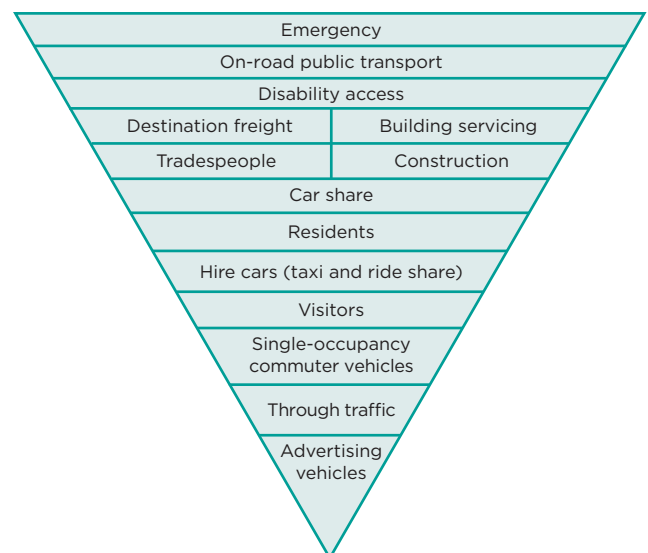 Emergency
On-road public transport
Disability access
Destination freight
Building servicing
Tradespeople
Construction
Car share
Residents
Hire cars (taxi and ride share)
Visitors
Single-occupancy
commuter vehicles
Through traffic
Advertising
vehicles